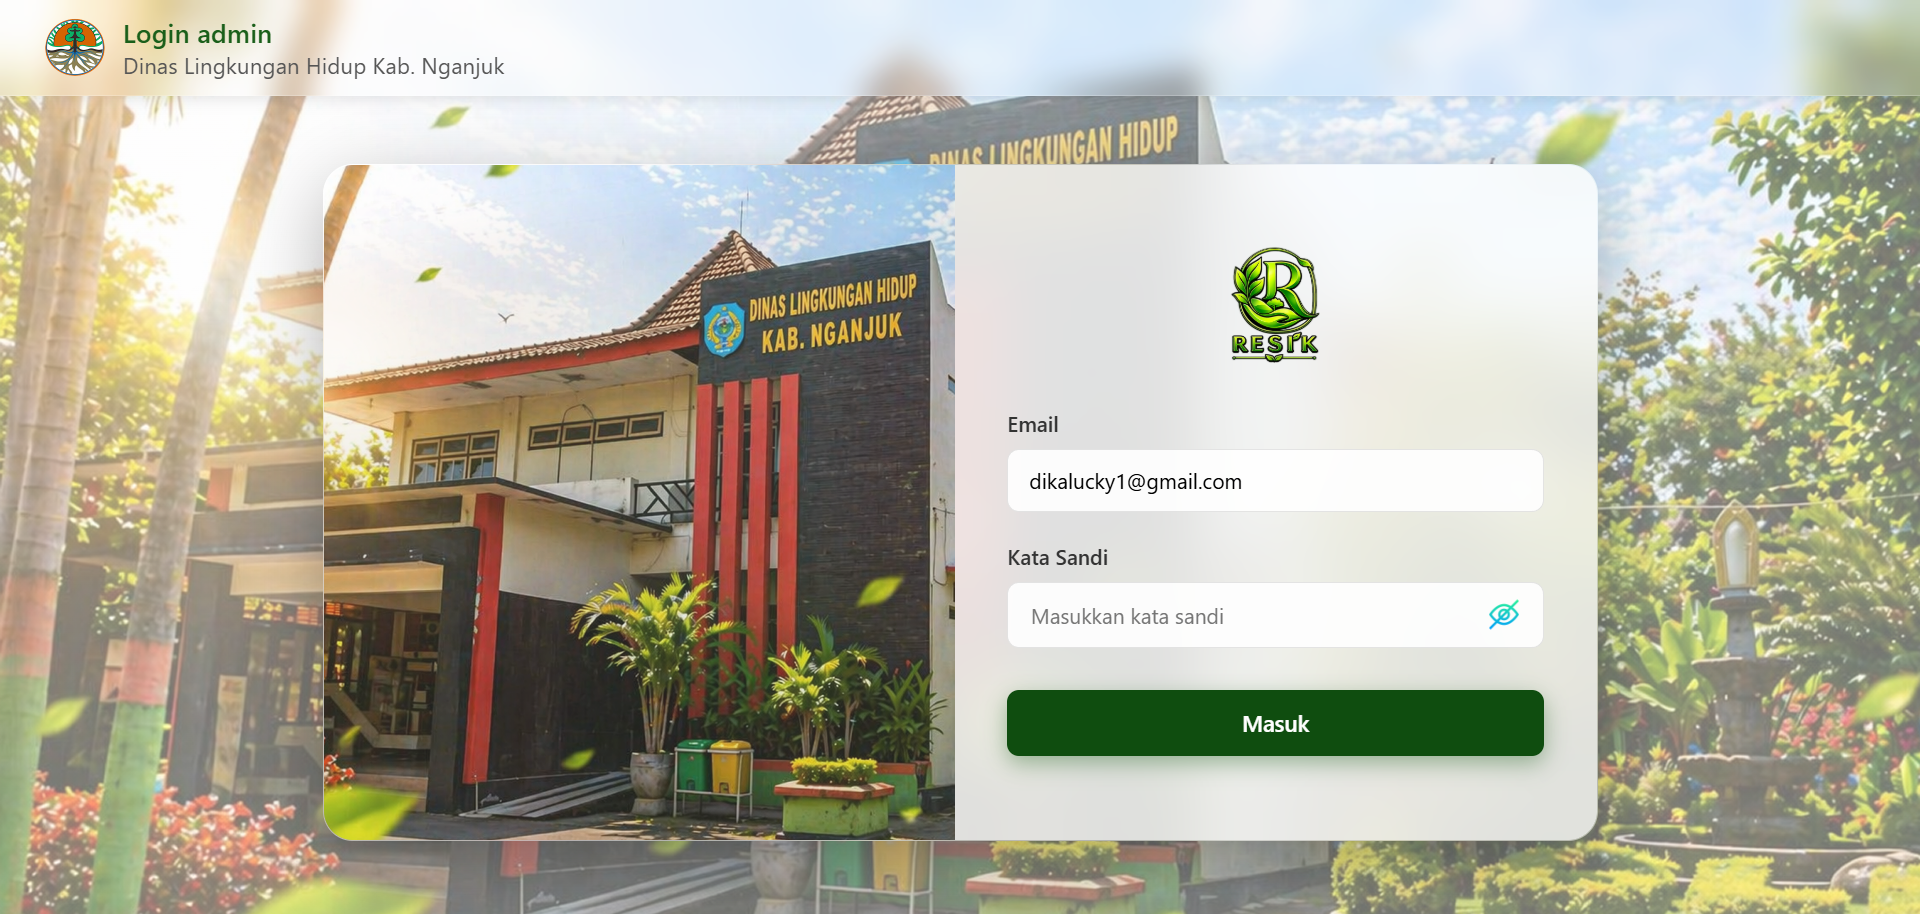 Login admin
Dinas Lingkungan Hidup Kab. Nganjuk
DINAS LINGKUNGAN HIDUP
DINAS LINGKUNGAN HIDUP
KAB. NGANJUK
RESIK
Email
dikalucky1@gmail.com
Kata Sandi
Masukkan kata sandi
Masuk